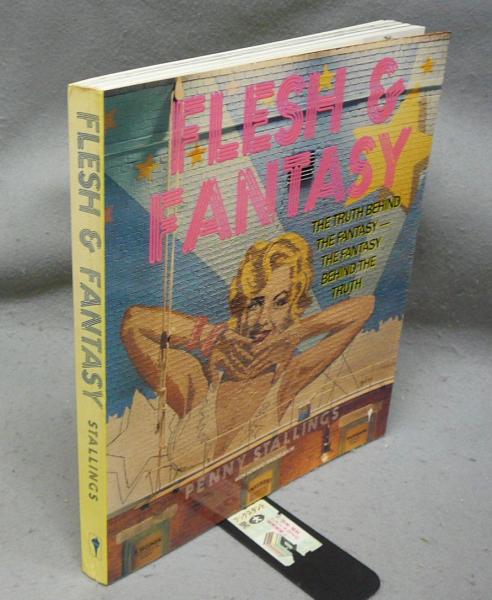 FLESH &
FANTASY
THE TRUTH BEHIND
THE FANTASY—
THE FANTASY
BEHIND THE
TRUTH
PENNY STALLINGS
FLESH & FANTASY
STALLINGS